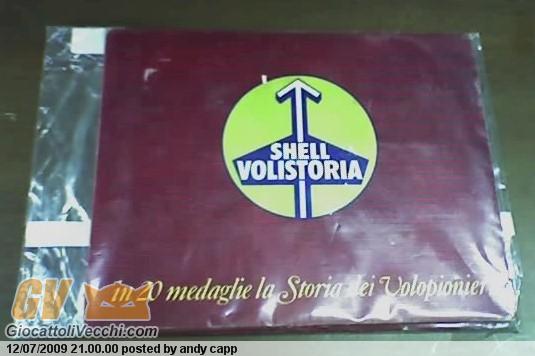 SHELL
VOLISTORIA
in 20 medaglie la Storia dei Volopionieri
GV
GiocattoliVecchi.com
12/07/2009 21.00.00 posted by andy capp